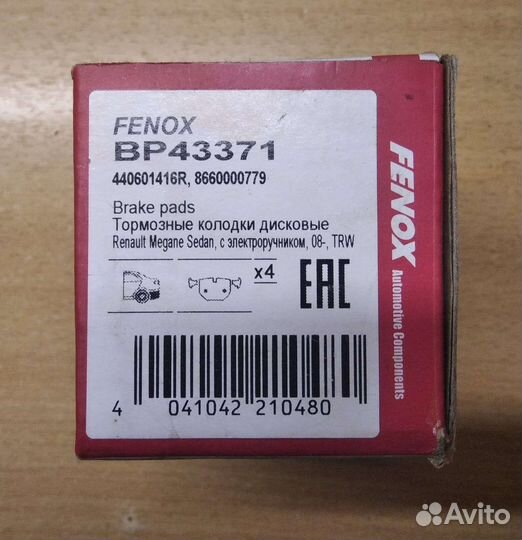 FENOX
BP43371
440601416R, 8660000779
Brake pads
Тормозные колодки дисковые
Renault Megane Sedan, с электроручником, 08-, TRW
x4
EAC
4 041042 210480
FENOX
Automotive Components
Avito